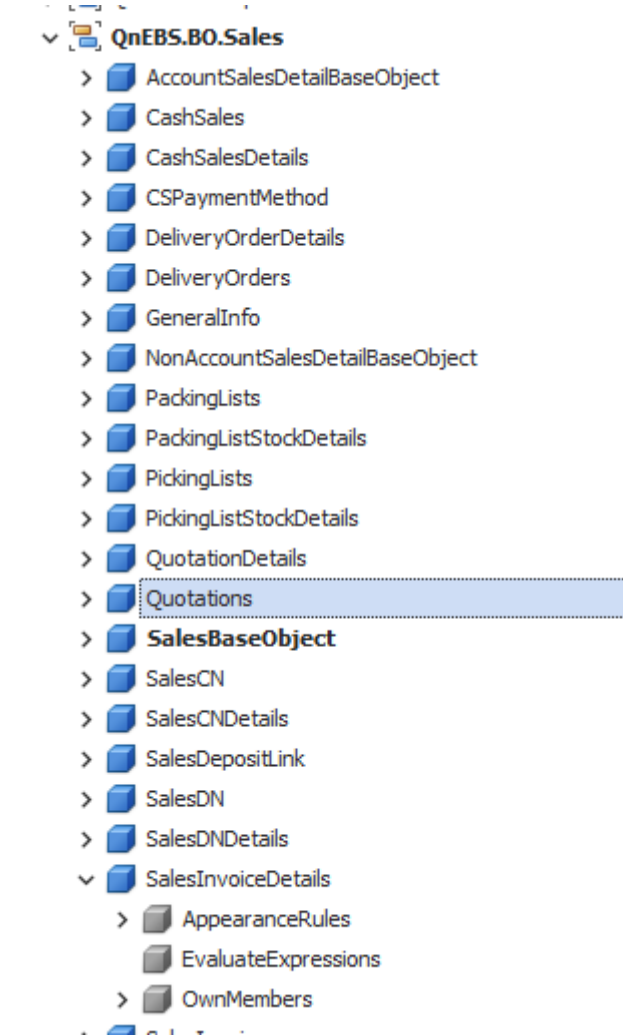 QnEBS.BO.Sales
AccountSalesDetailBaseObject
CashSales
CashSalesDetails
CSPaymentMethod
DeliveryOrderDetails
DeliveryOrders
GeneralInfo
NonAccountSalesDetailBaseObject
PackingLists
PackingListStockDetails
PickingLists
PickingListStockDetails
QuotationDetails
Quotations
SalesBaseObject
SalesCN
SalesCNDetails
SalesDepositLink
SalesDN
SalesDNDetails
SalesInvoiceDetails
AppearanceRules
EvaluateExpressions
OwnMembers